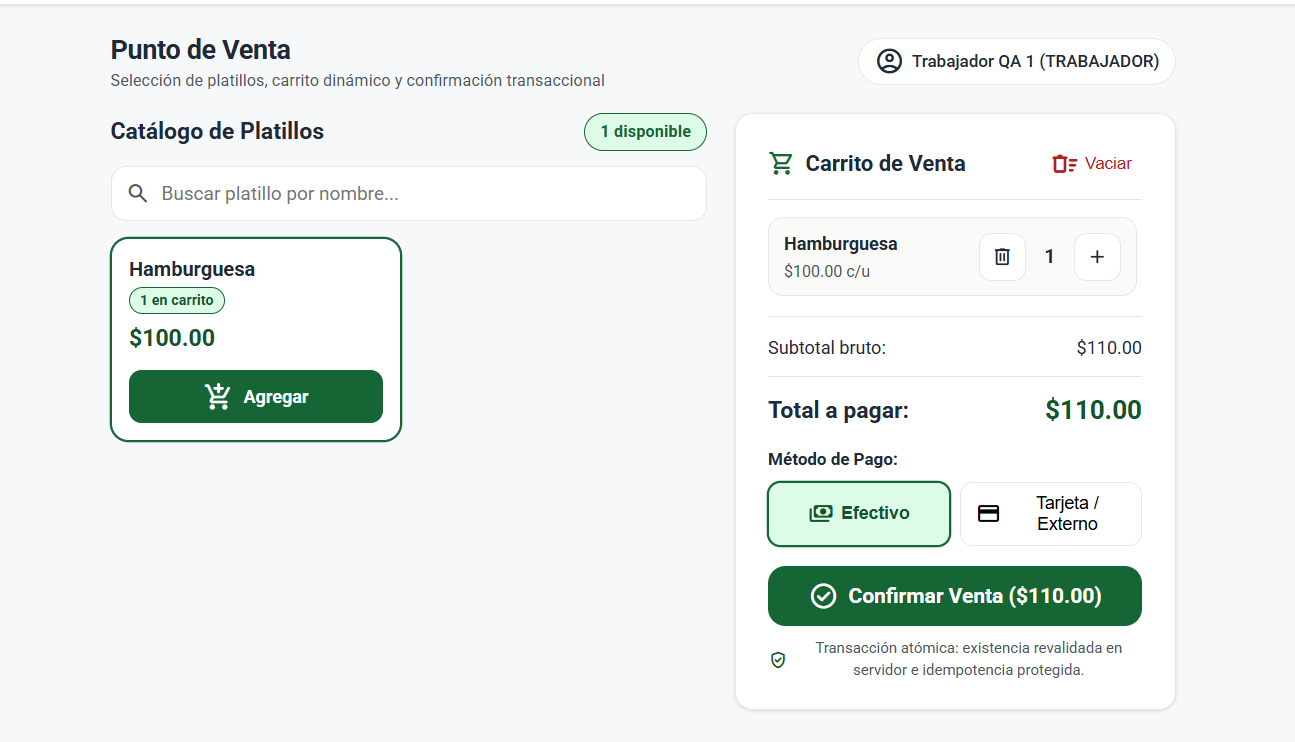 Punto de Venta
Selección de platillos, carrito dinámico y confirmación transaccional
Trabajador QA 1 (TRABAJADOR)
Catálogo de Platillos
1 disponible
Buscar platillo por nombre...
Hamburguesa
1 en carrito
$100.00
Agregar
Carrito de Venta
Vaciar
Hamburguesa
$100.00 c/u
1
+
Subtotal bruto:
$110.00
Total a pagar:
$110.00
Método de Pago:
Efectivo
Tarjeta /
Externo
Confirmar Venta ($110.00)
Transacción atómica: existencia revalidada en
servidor e idempotencia protegida.